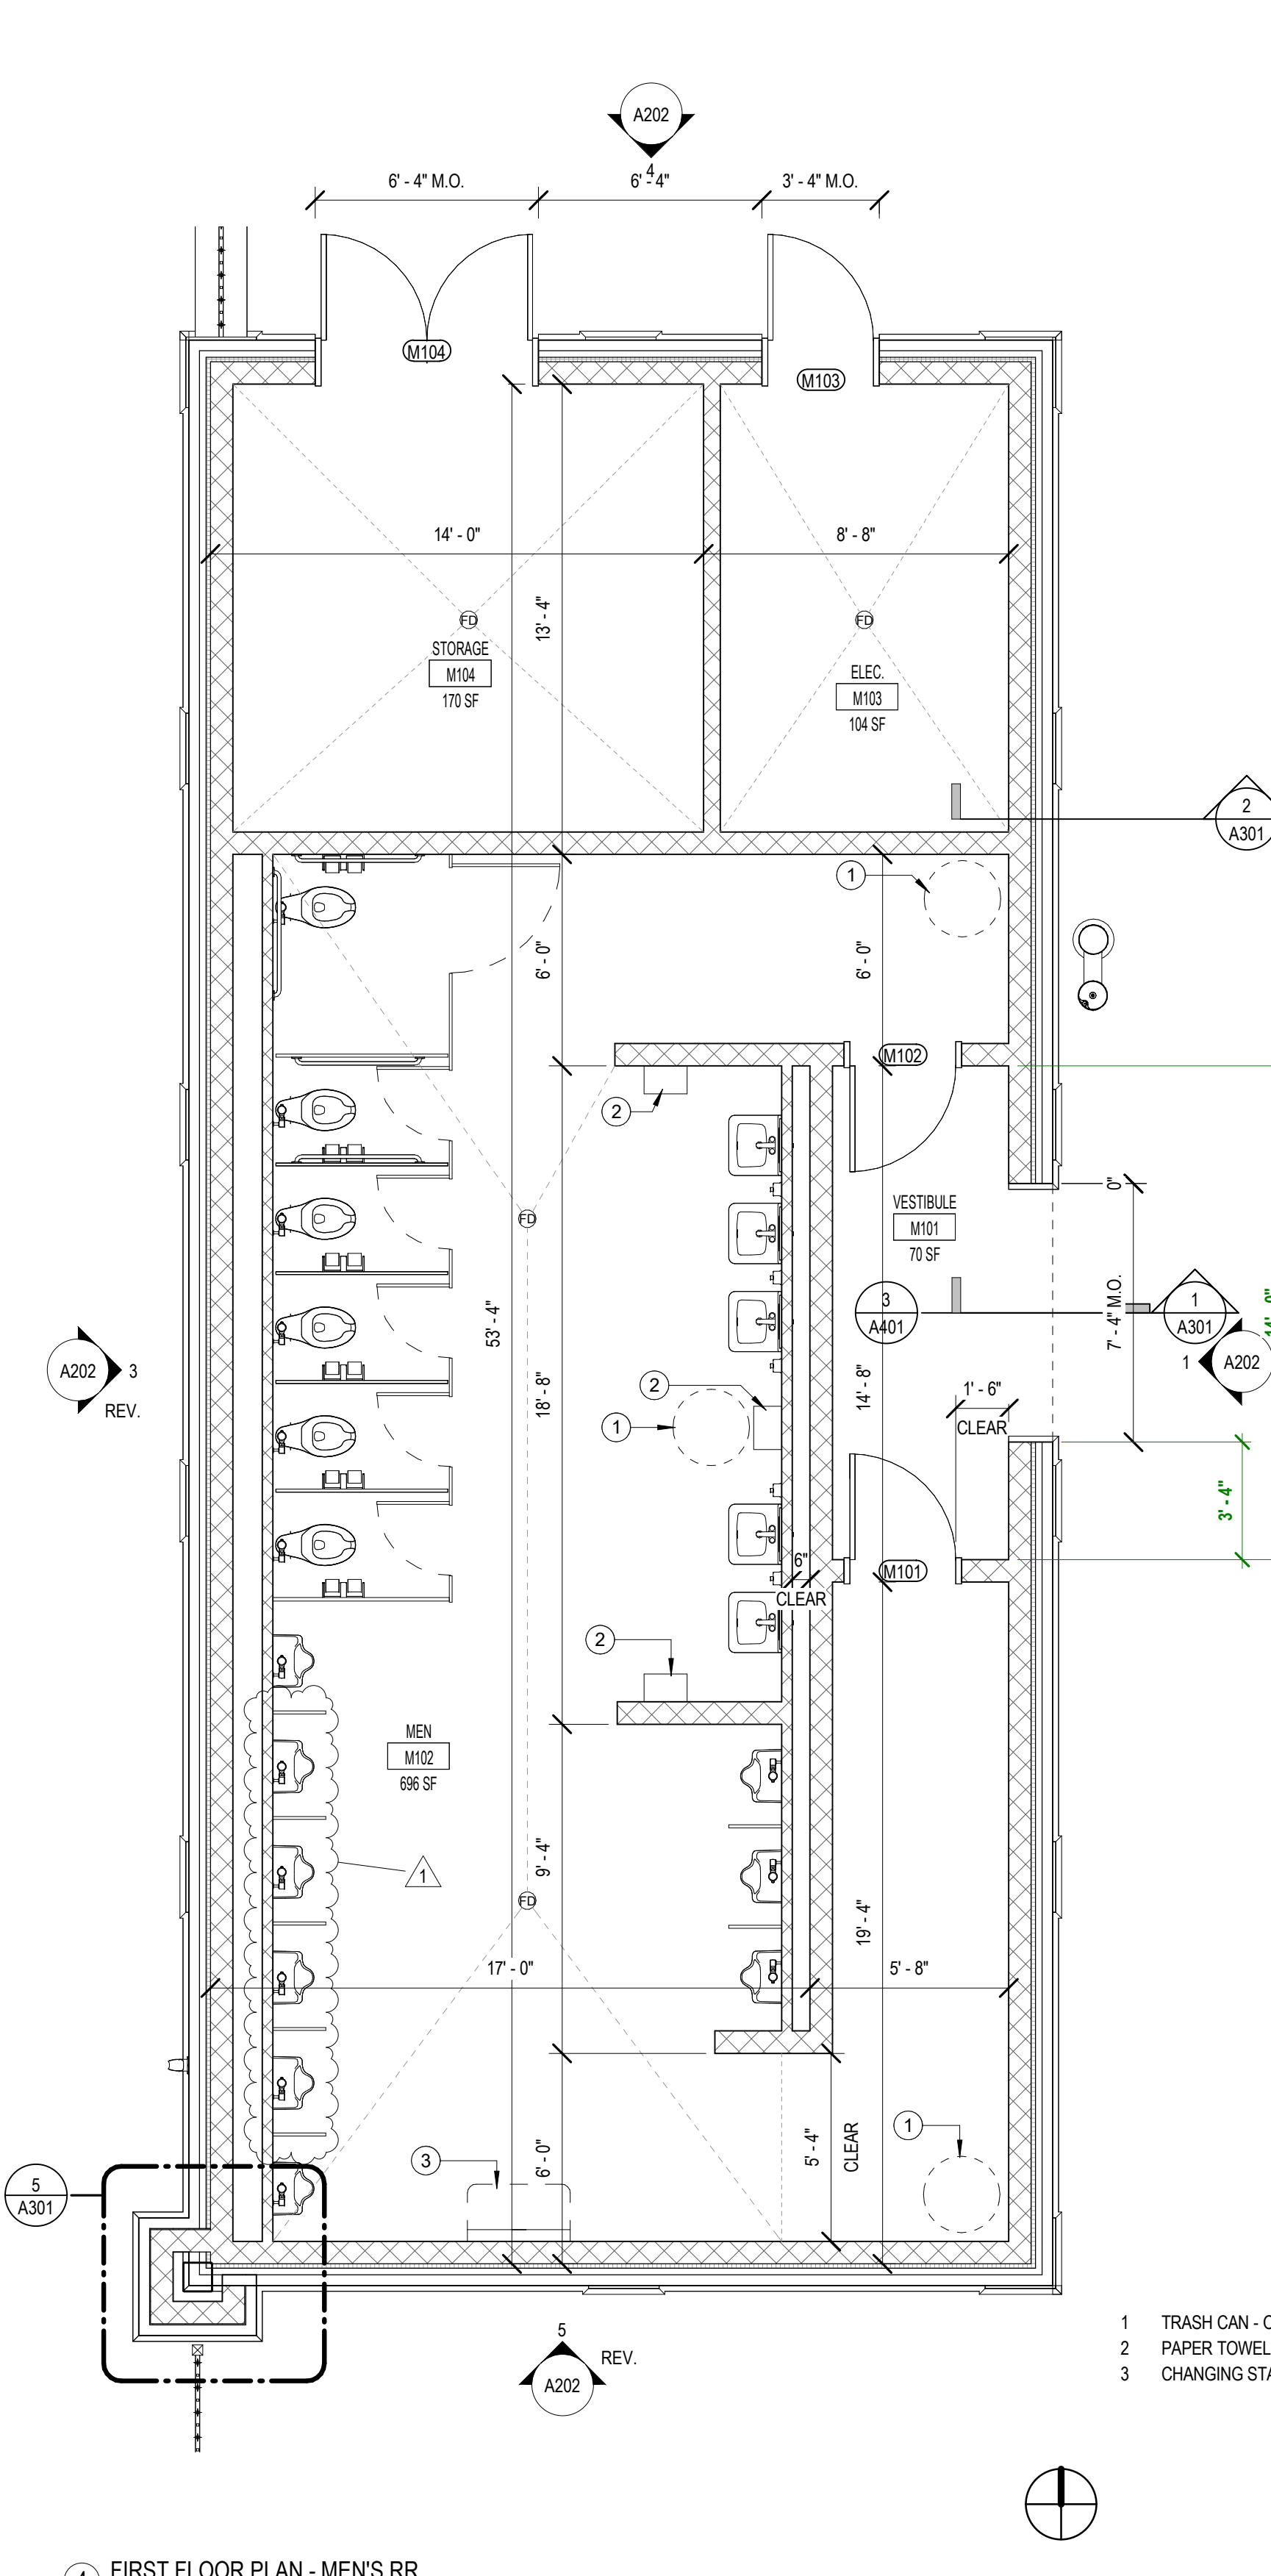 A202
4
6' - 4" M.O.
6' - 4"
3' - 4" M.O.
M104
M103
14' - 0"
8' - 8"
13' - 4"
FD
FD
STORAGE
M104
170 SF
ELEC.
M103
104 SF
2
A301
1
6' - 0"
6' - 0"
M102
2
VESTIBULE
M101
70 SF
0"
FD
3
A401
7' - 4" M.O.
1
A301
53' - 4"
A202
3
REV.
1
A202
18' - 8"
2
1
14' - 8"
1' - 6"
CLEAR
3' - 4"
6"
CLEAR
M101
2
MEN
M102
696 SF
1
9' - 4"
FD
19' - 4"
17' - 0"
5' - 8"
5
A301
3
6' - 0"
5' - 4"
CLEAR
1
5
REV.
A202
1 TRASH CAN -
2 PAPER TOWEL
3 CHANGING
FIRST FLOOR PLAN - MEN'S RR